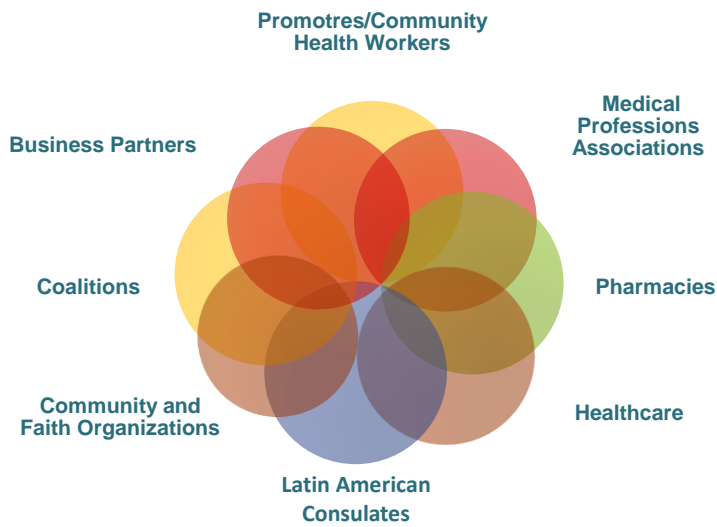 Promotres/Community
Health Workers
Medical
Professions
Associations
Business Partners
Coalitions
Pharmacies
Community and
Faith Organizations
Healthcare
Latin American
Consulates